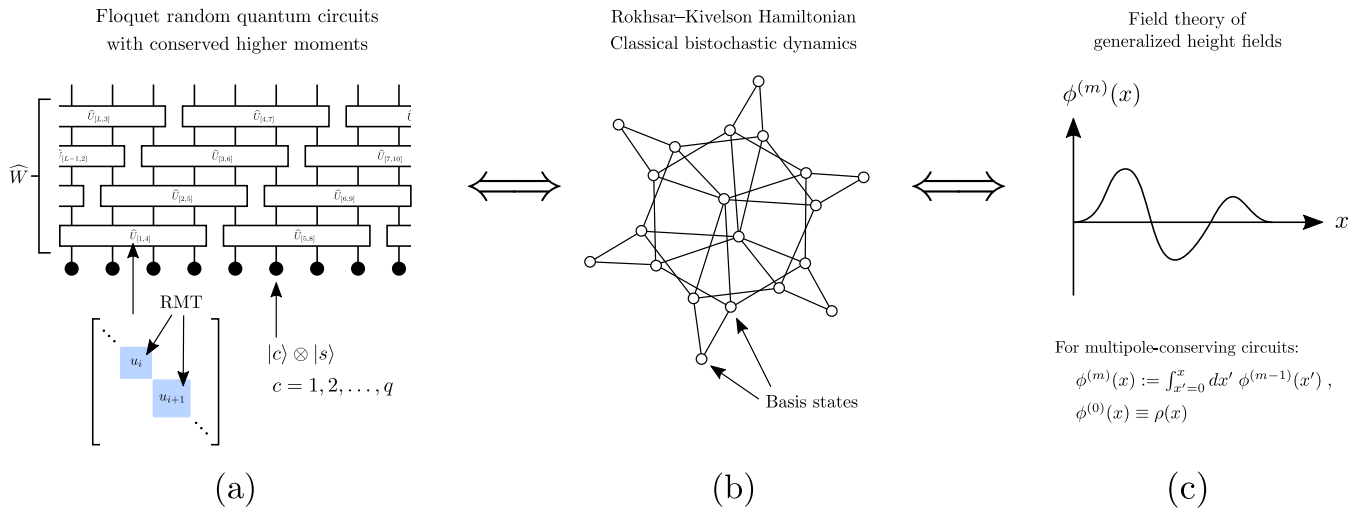 Floquet random quantum circuits
with conserved higher moments
Rokhsar–Kivelson Hamiltonian
Classical bistochastic dynamics
Field theory of
generalized height fields
Û[L,3]
Û[4,7]
Û[L−1,2]
Û[3,6]
Û[7,10]
Ŵ
Û[2,5]
Û[6,9]
Û[1,4]
Û[5,8]
RMT
u_i
u_{i+1}
|c⟩ ⊗ |s⟩
c = 1, 2, . . . , q
Basis states
ϕ^(m)(x)
x
For multipole-conserving circuits:
ϕ^(m)(x) := ∫_{x′=0}^{x} dx′ ϕ^(m−1)(x′) ,
ϕ^(0)(x) ≡ ρ(x)
(a)
(b)
(c)